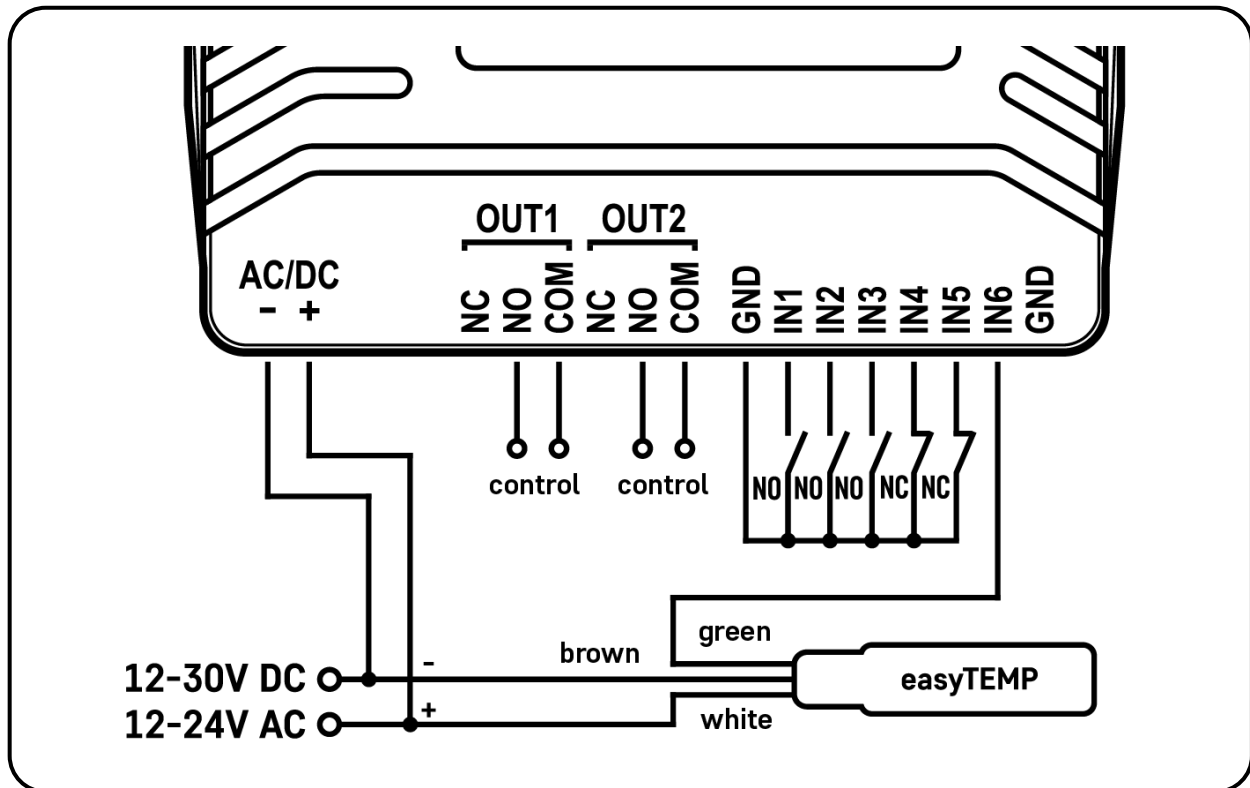 OUT1 OUT2
AC/DC
- +
NC NO COM NC NO COM GND IN1 IN2 IN3 IN4 IN5 IN6 GND
control control
NO NO NO NC NC
green
brown
-
12-30V DC
easyTEMP
+
12-24V AC
white